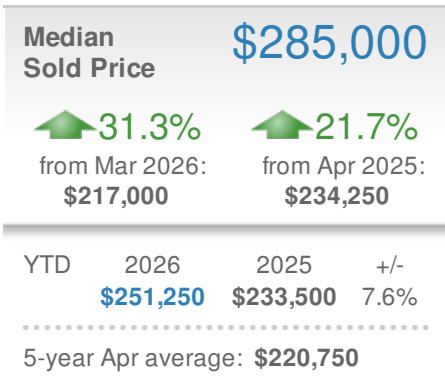 Median
Sold Price
$285,000
31.3%
from Mar 2026:
$217,000
21.7%
from Apr 2025:
$234,250
YTD 2026 2025 +/-
$251,250 $233,500 7.6%
5-year Apr average: $220,750